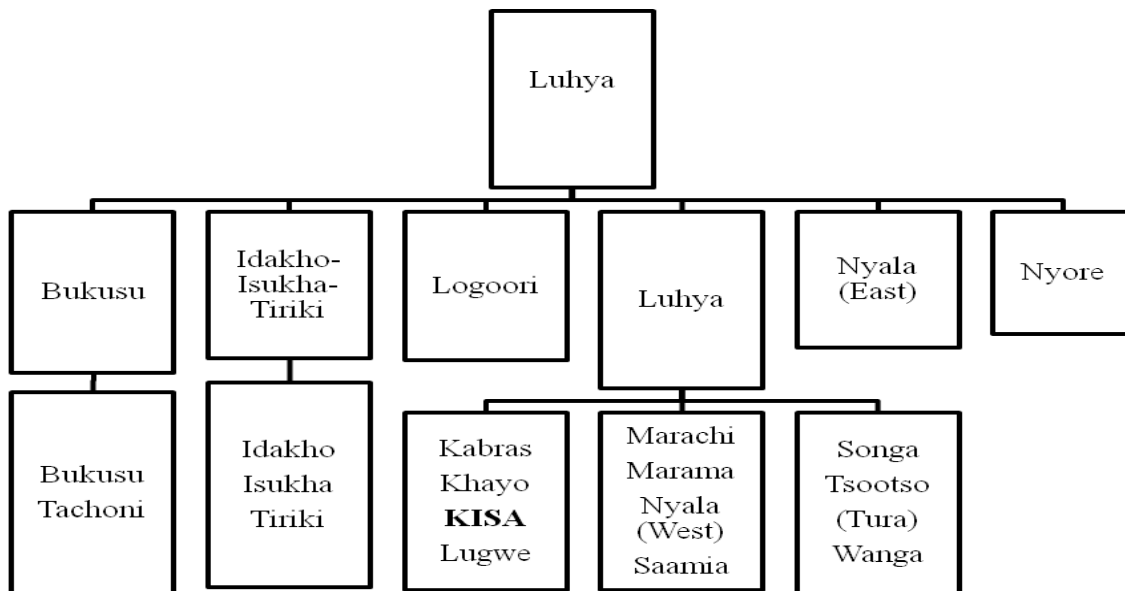 Luhya
Bukusu
Idakho-
Isukha-
Tiriki
Logoori
Luhya
Nyala
(East)
Nyore
Bukusu
Tachoni
Idakho
Isukha
Tiriki
Kabras
Khayo
KISA
Lugwe
Marachi
Marama
Nyala
(West)
Saamia
Songa
Tsootso
(Tura)
Wanga